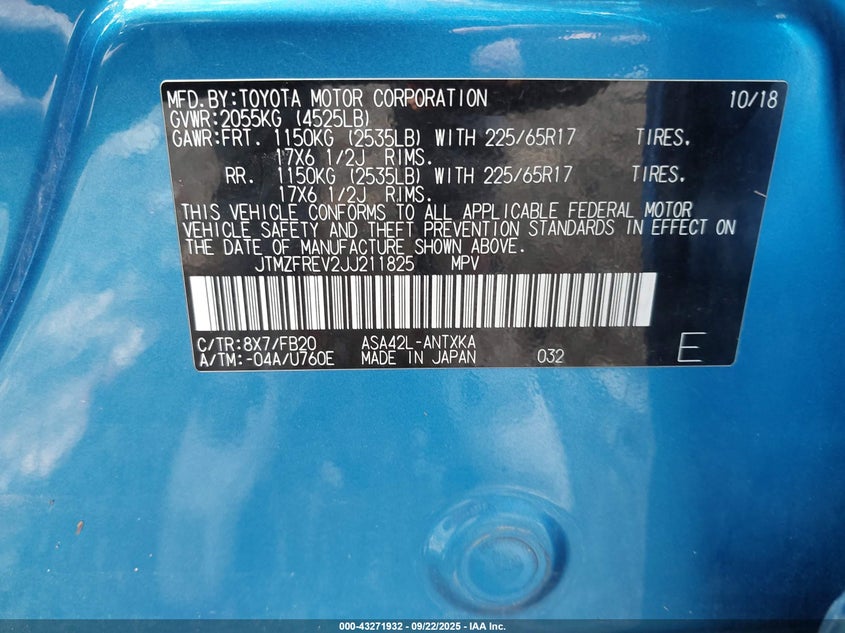 MFD.BY:TOYOTA MOTOR CORPORATION 10/18
GVWR:2055KG (4525LB)
GAWR:FRT. 1150KG (2535LB) WITH 225/65R17 TIRES.
17X6 1/2J RIMS.
RR. 1150KG (2535LB) WITH 225/65R17 TIRES.
17X6 1/2J RIMS.
THIS VEHICLE CONFORMS TO ALL APPLICABLE FEDERAL MOTOR
VEHICLE SAFETY AND THEFT PREVENTION STANDARDS IN EFFECT ON
THE DATE OF MANUFACTURE SHOWN ABOVE.
JTMZFREV2JJ211825 MPV
C/TR:8X7/FB20 ASA42L-ANTXKA
A/TM:-04A/U760E MADE IN JAPAN 032 E
000-43271932 - 09/22/2025 - IAA Inc.